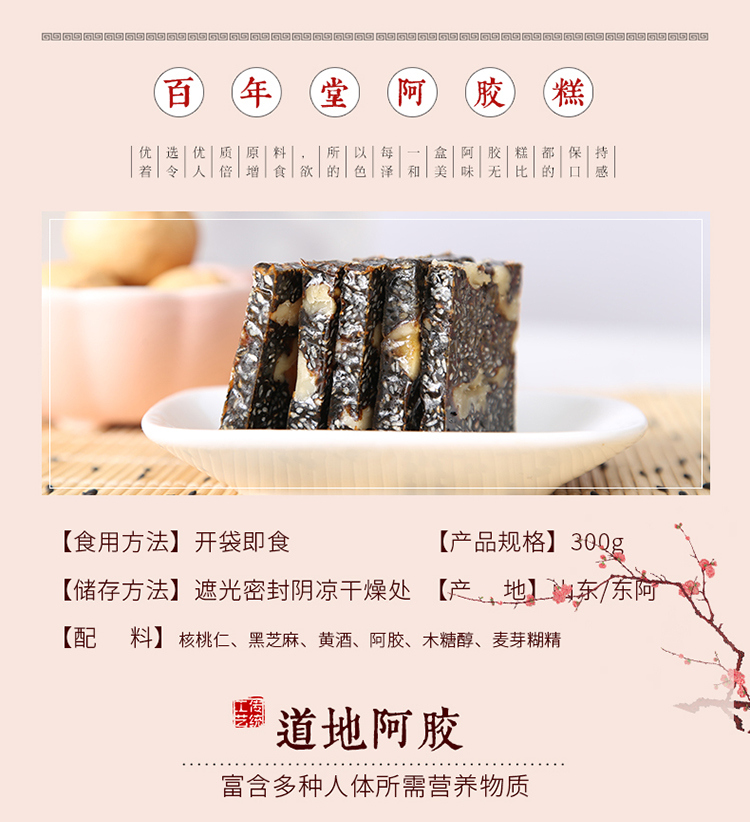 百年堂阿胶糕
优选优质原料，所以每一盒阿胶糕都保持
着令人倍增食欲的色泽和美味无比的口感
【食用方法】开袋即食
【产品规格】300g
【储存方法】遮光密封阴凉干燥处
【产 地】山东/东阿
【配 料】核桃仁、黑芝麻、黄酒、阿胶、木糖醇、麦芽糊精
传统工艺
道地阿胶
富含多种人体所需营养物质